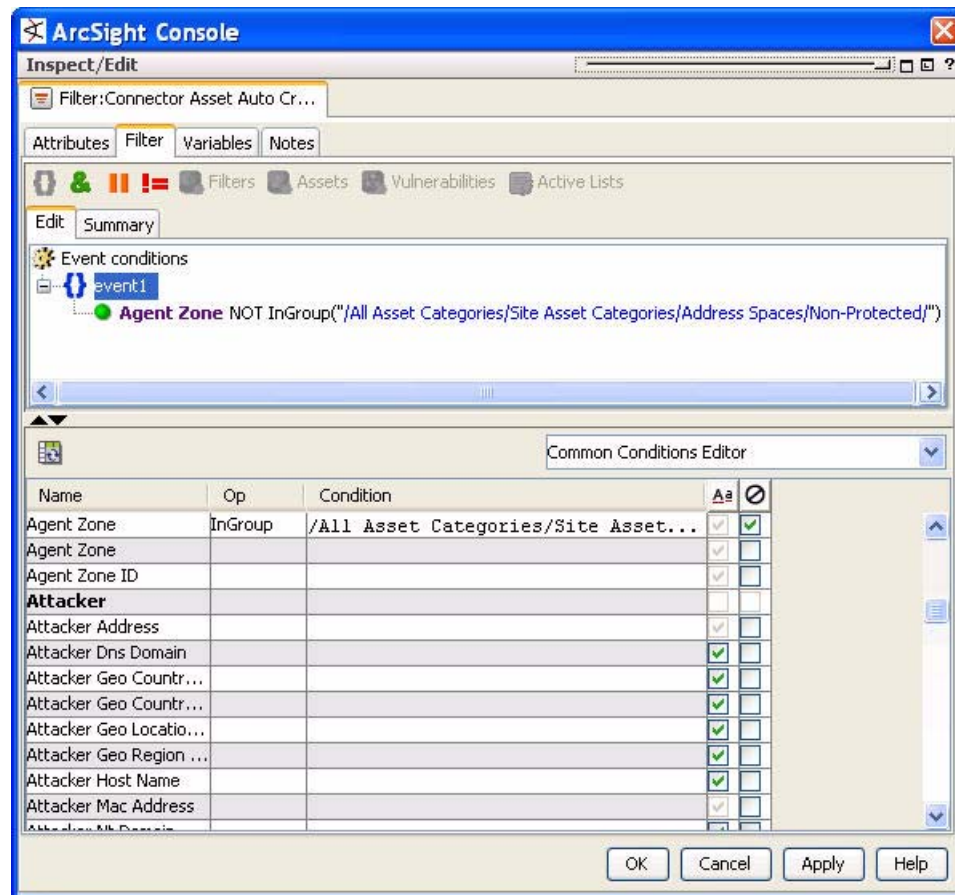 ArcSight Console
Inspect/Edit
?
Filter:Connector Asset Auto Cr...
Attributes Filter Variables Notes
{} & != Filters Assets Vulnerabilities Active Lists
Edit Summary
Event conditions
{} event1
Agent Zone NOT InGroup("/All Asset Categories/Site Asset Categories/Address Spaces/Non-Protected/")
Common Conditions Editor
Name Op Condition Aa
Agent Zone InGroup /All Asset Categories/Site Asset...
Agent Zone
Agent Zone ID
Attacker
Attacker Address
Attacker Dns Domain
Attacker Geo Countr...
Attacker Geo Countr...
Attacker Geo Locatio...
Attacker Geo Region ...
Attacker Host Name
Attacker Mac Address
OK Cancel Apply Help